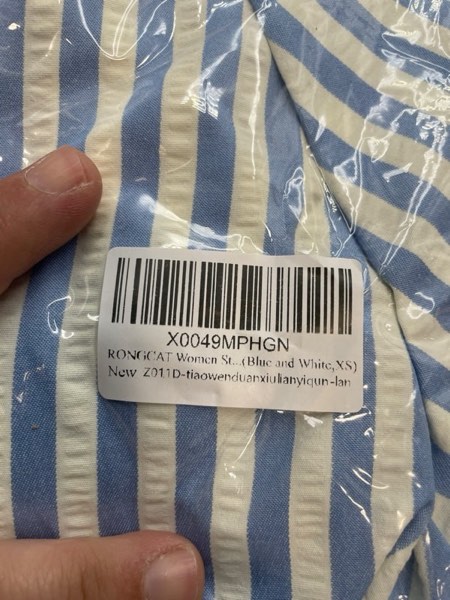 X0049MPHGN
RONGCAT Women St...(Blue and White,XS)
New Z011D-tiaowenduanxiulianyiqun-lan